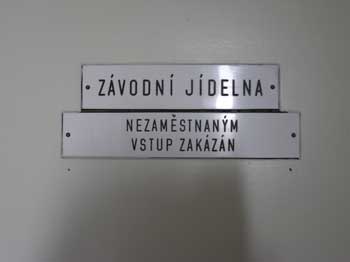 ZÁVODNÍ JÍDELNA
NEZAMĚSTNANÝM
VSTUP ZAKÁZÁN